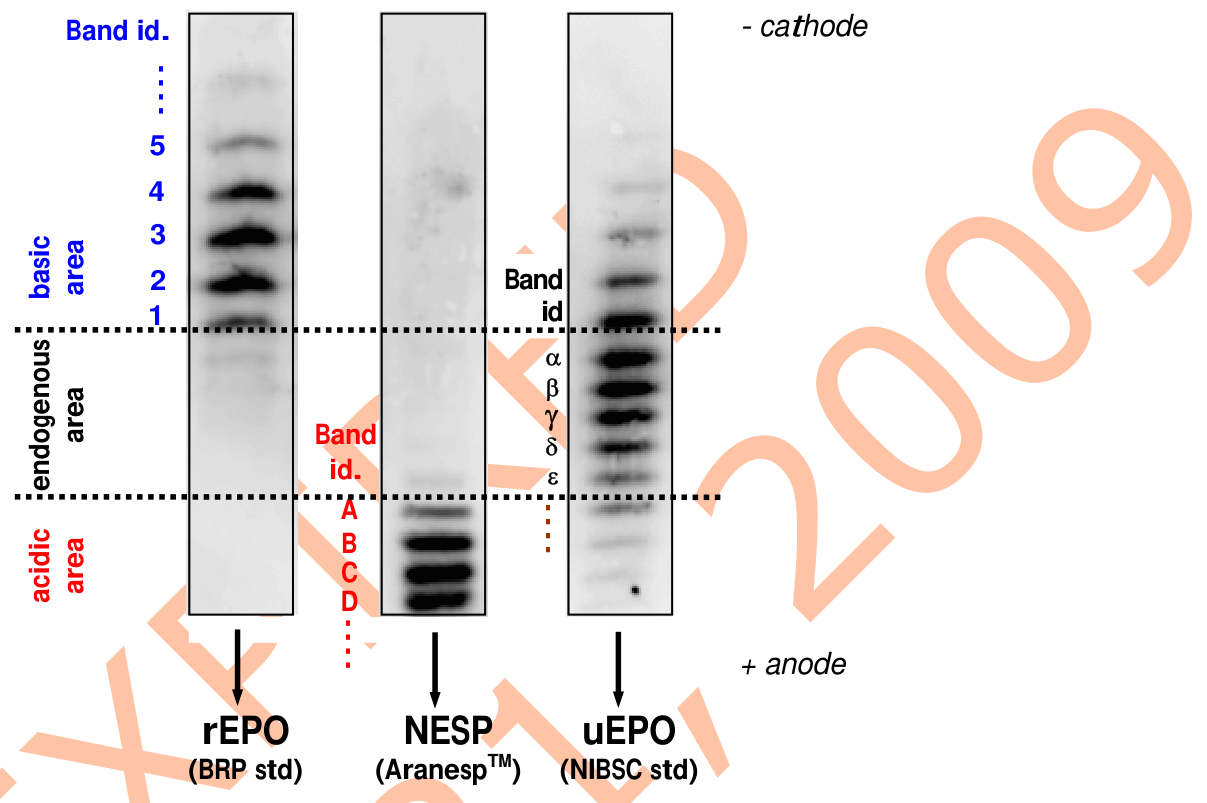 Band id.
- cathode
5
4
3
2
1
basic
area
Band
id
endogenous
area
α
β
γ
δ
ε
Band
id.
acidic
area
A
B
C
D
+ anode
rEPO
(BRP std)
NESP
(Aranesp™)
uEPO
(NIBSC std)
2009